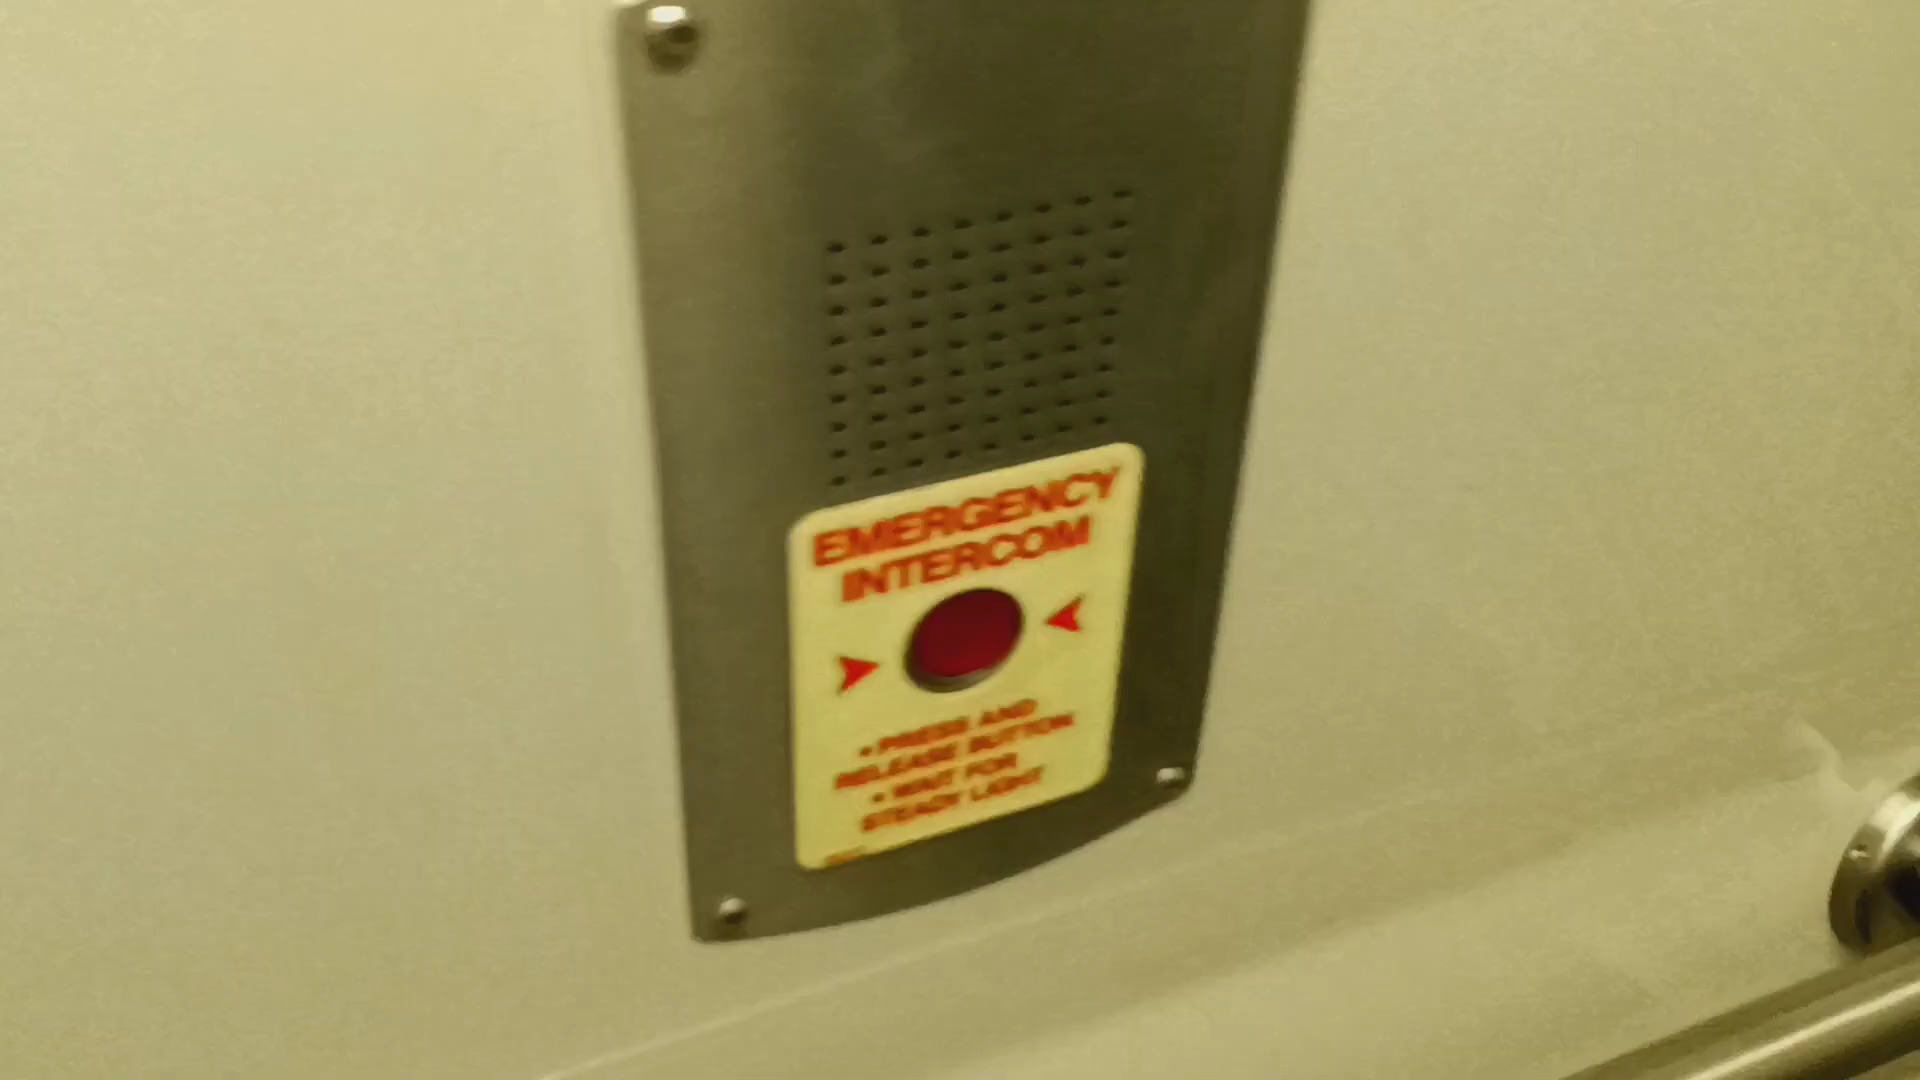 EMERGENCY
INTERCOM
• PRESS AND
RELEASE BUTTON
• WAIT FOR
STEADY LIGHT